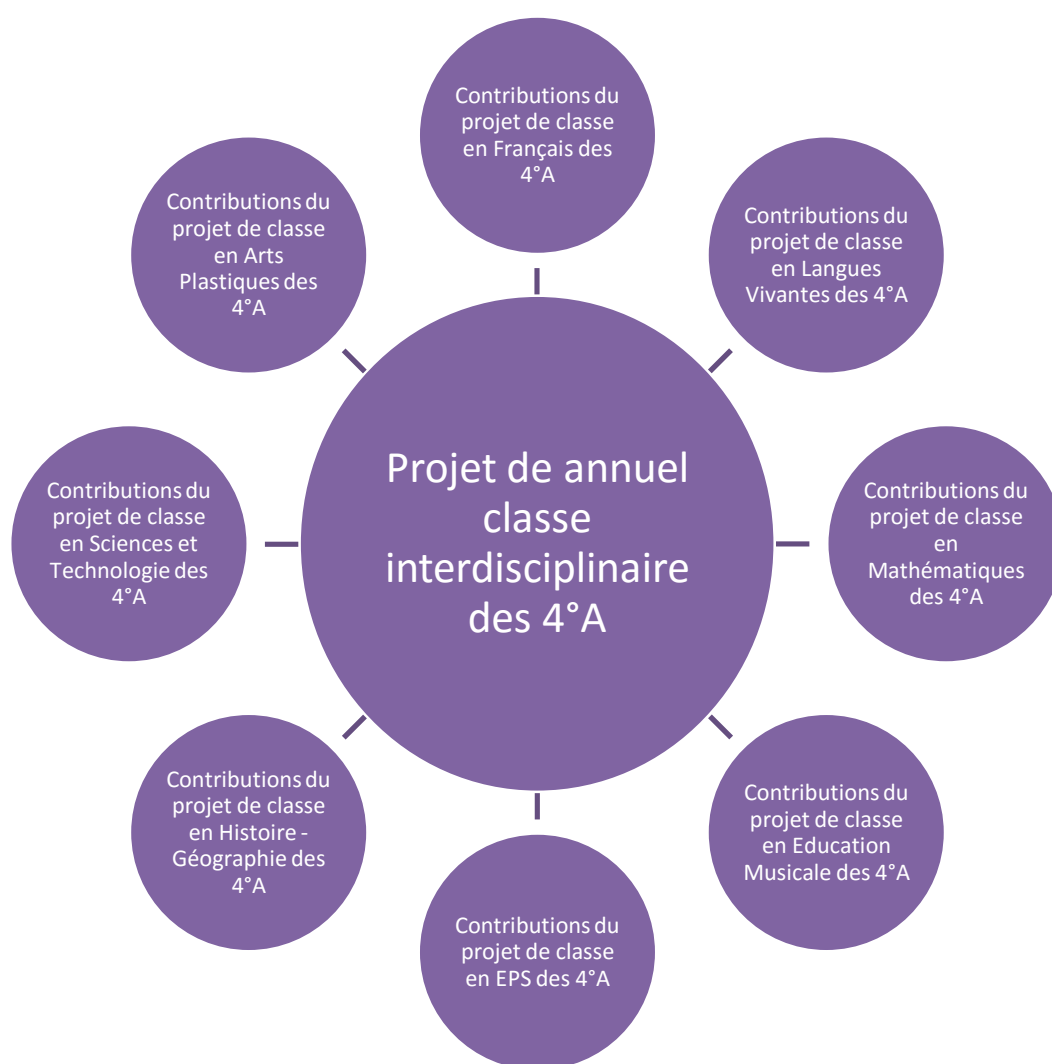 Contributions du
projet de classe
en Français des
4°A
Contributions du
projet de classe
en Arts
Plastiques des
4°A
Contributions du
projet de classe
en Langues
Vivantes des 4°A
Projet de annuel
classe
interdisciplinaire
des 4°A
Contributions du
projet de classe
en Sciences et
Technologie des
4°A
Contributions du
projet de classe
en
Mathématiques
des 4°A
Contributions du
projet de classe
en Histoire -
Géographie des
4°A
Contributions du
projet de classe
en Education
Musicale des 4°A
Contributions du
projet de classe
en EPS des 4°A